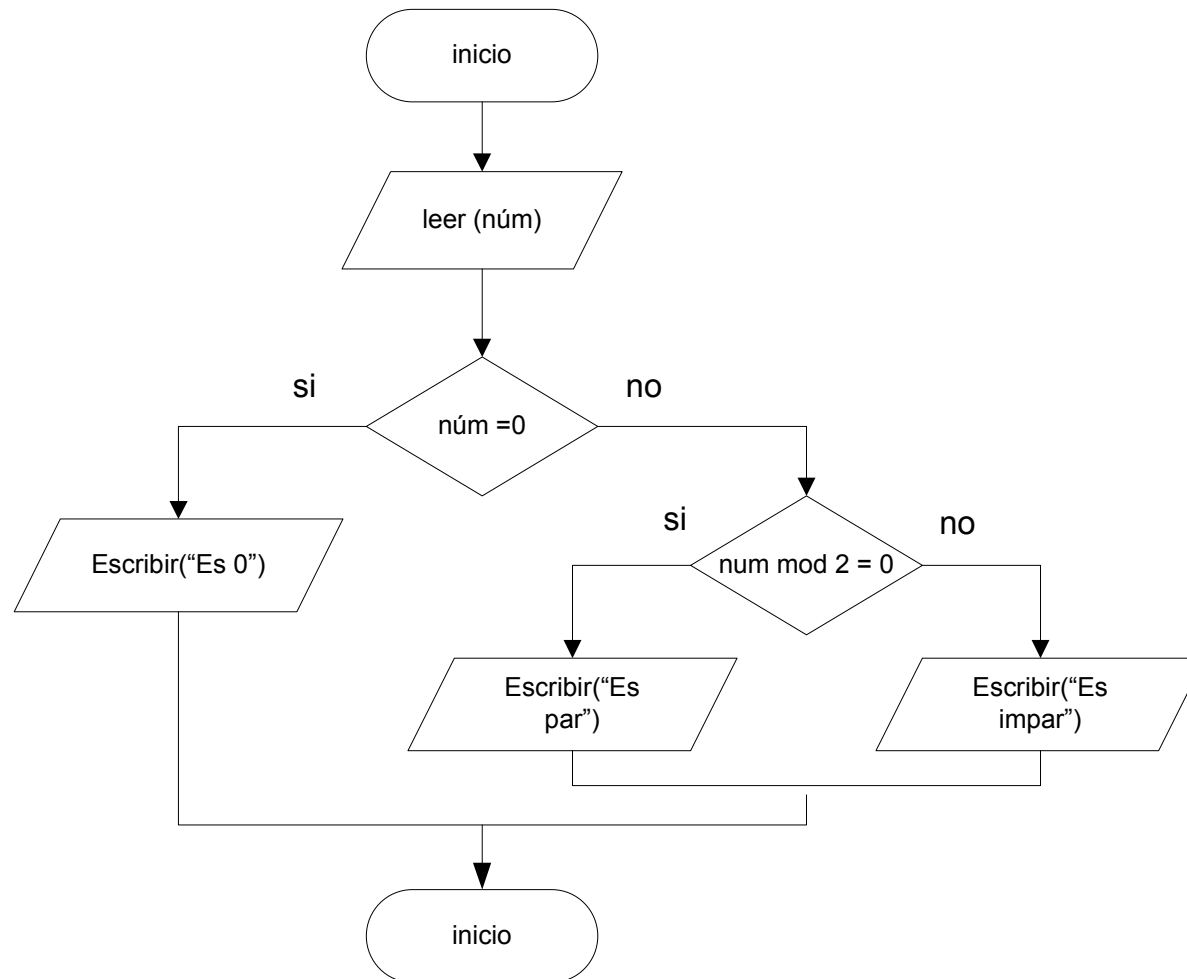 inicio
leer (núm)
si
no
núm =0
si
no
Escribir(“Es 0”)
num mod 2 = 0
Escribir(“Es
par”)
Escribir(“Es
impar”)
inicio